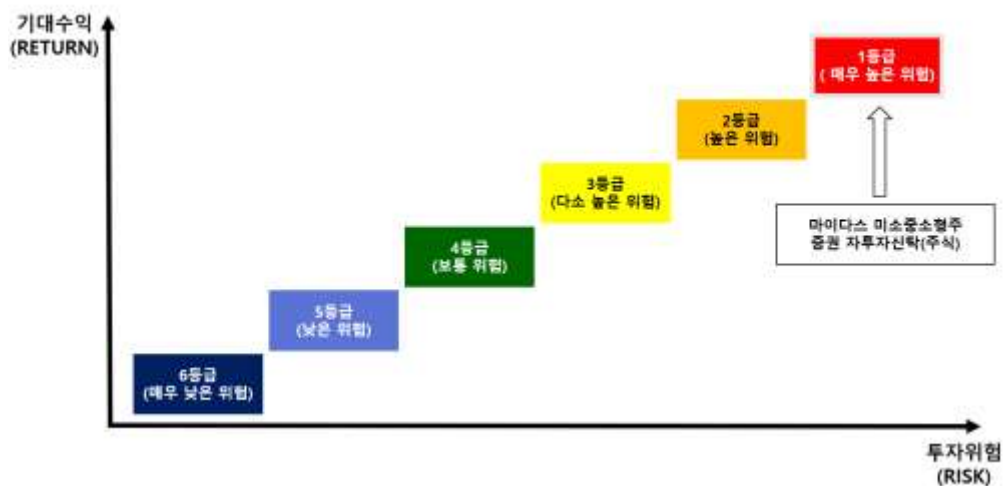 기대수익
(RETURN)
1등급
( 매우 높은 위험)
2등급
(높은 위험)
3등급
(다소 높은 위험)
마이다스 미소중소형주
증권 자투자신탁(주식)
4등급
(보통 위험)
5등급
(낮은 위험)
6등급
(매우 낮은 위험)
투자위험
(RISK)